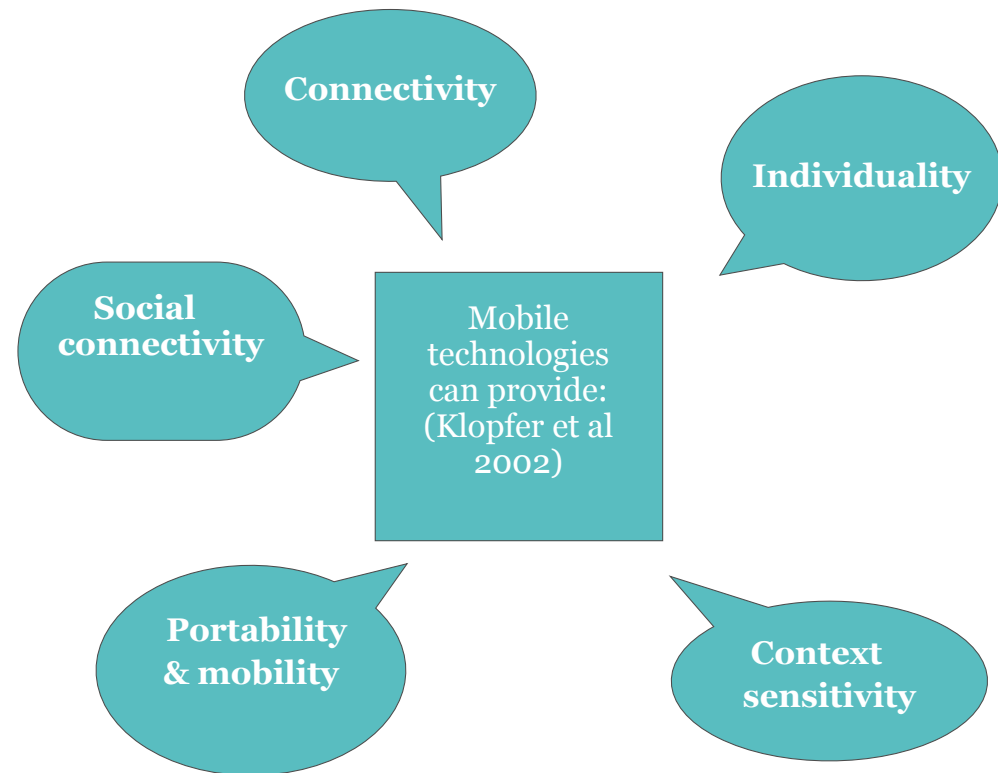 Connectivity
Individuality
Social
connectivity
Mobile
technologies
can provide:
(Klopfer et al
2002)
Portability
& mobility
Context
sensitivity